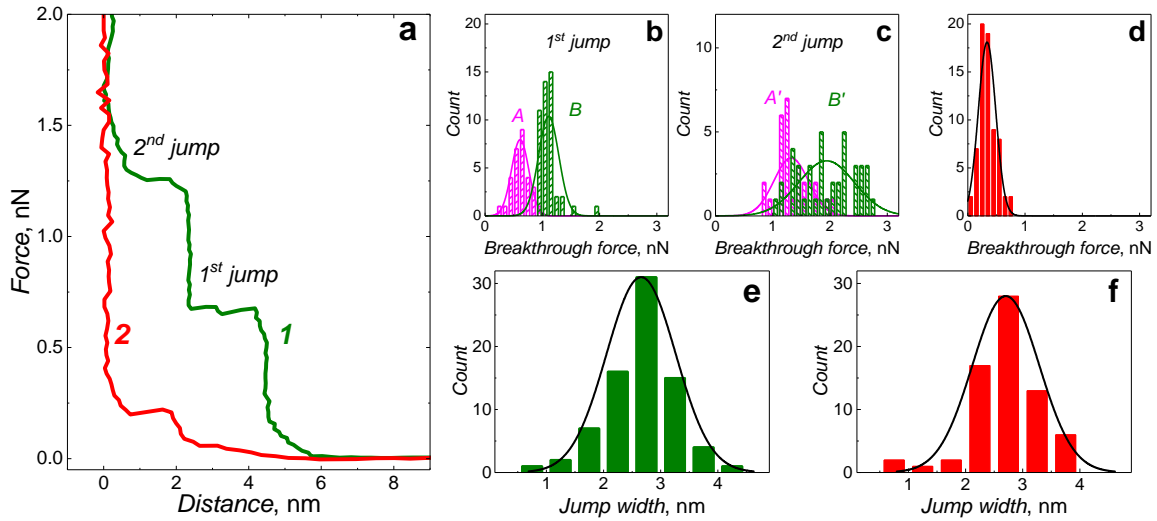 a
2.0
1.5
1.0
0.5
0.0
Force, nN
2nd jump
1st jump
2
1
0 2 4 6 8
Distance, nm
b
1st jump
A
B
20
15
10
5
0
Count
0 1 2 3
Breakthrough force, nN
c
2nd jump
A'
B'
10
5
0
Count
0 1 2 3
Breakthrough force, nN
d
20
15
10
5
0
Count
0 1 2 3
Breakthrough force, nN
e
30
20
10
0
Count
1 2 3 4
Jump width, nm
f
30
20
10
0
Count
1 2 3 4
Jump width, nm